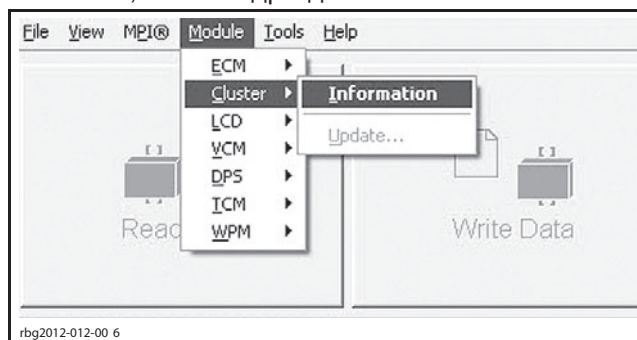 File View MPI® Module Tools Help
ECM
Cluster Information
LCD Update...
VCM
DPS
TCM
WPM
Write Data
rbg2012-012-00 6